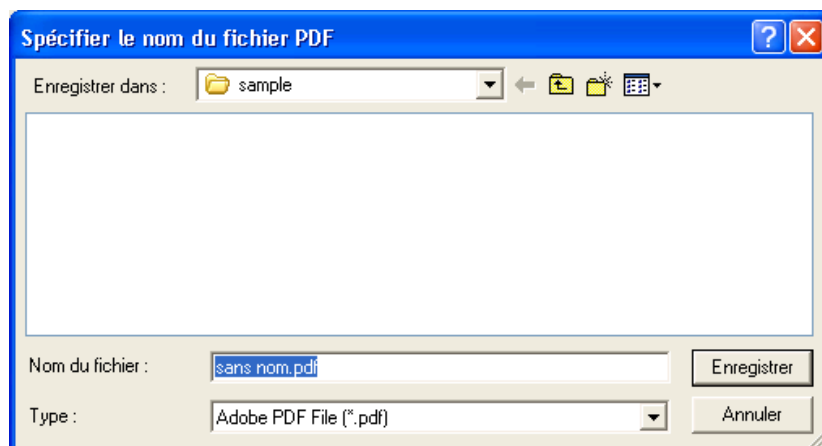 Spécifier le nom du fichier PDF
Enregistrer dans :
sample
Nom du fichier :
sans nom.pdf
Enregistrer
Type :
Adobe PDF File (*.pdf)
Annuler